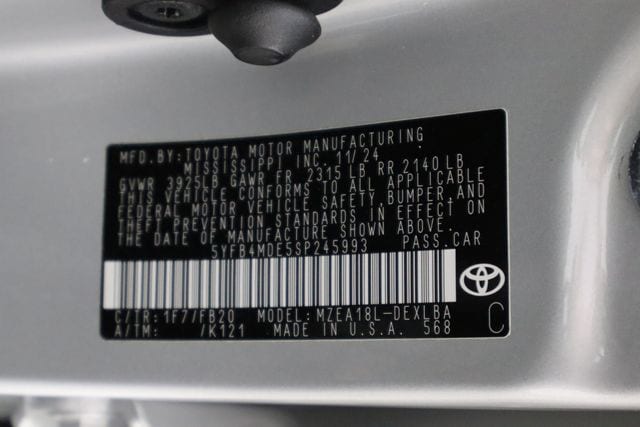 MFD. BY: TOYOTA MOTOR MANUFACTURING
MISSISSIPPI INC. 11/24
GVWR 3925LB GAWR FR 2315 LB RR 2140 LB
THIS VEHICLE CONFORMS TO ALL APPLICABLE
FEDERAL MOTOR VEHICLE SAFETY, BUMPER, AND
THEFT PREVENTION STANDARDS IN EFFECT ON
THE DATE OF MANUFACTURE SHOWN ABOVE.
5YFB4MDE5SP245993 PASS.CAR
C/TR: 1F7/FB20 MODEL: MZEA18L-DEXLBA
A/TM: /K121 MADE IN U.S.A. 568 C